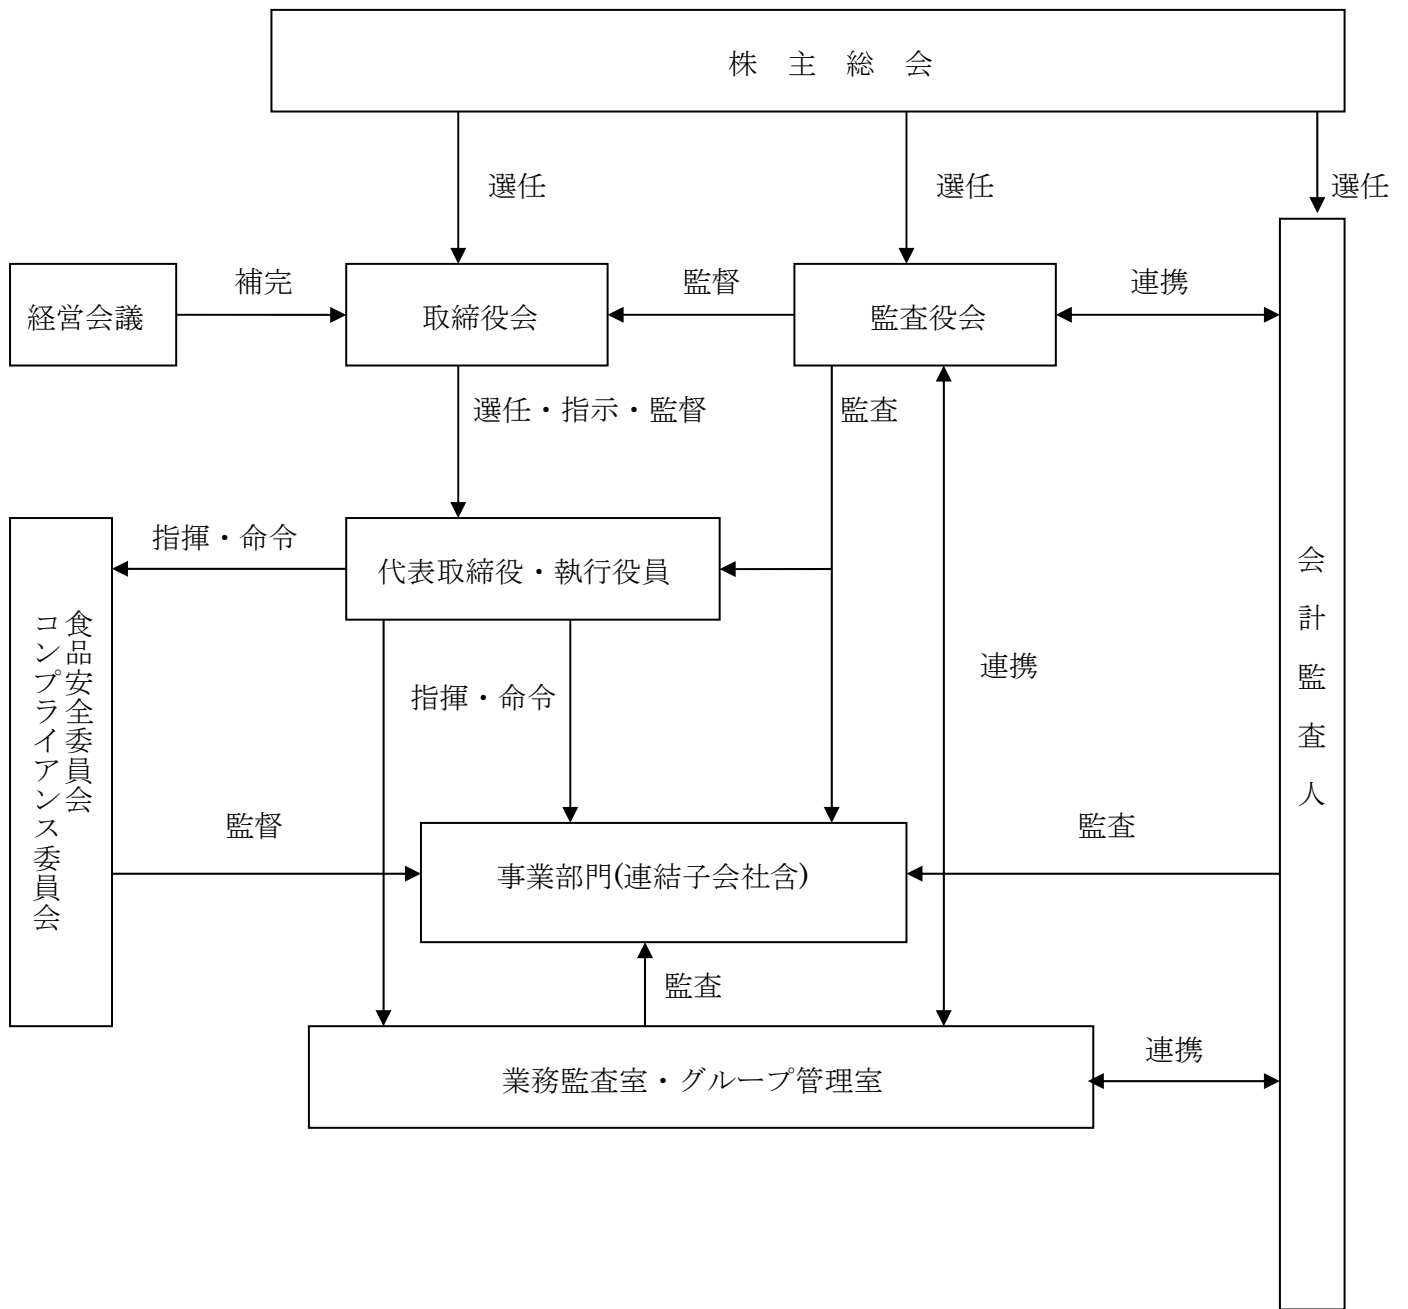 株 主 総 会
選任
選任
選任
経営会議
補完
取締役会
監督
監査役会
連携
選任・指示・監督
監査
指揮・命令
代表取締役・執行役員
会計監査人
食品安全委員会
コンプライアンス委員会
指揮・命令
連携
監督
事業部門(連結子会社含)
監査
監査
業務監査室・グループ管理室
連携